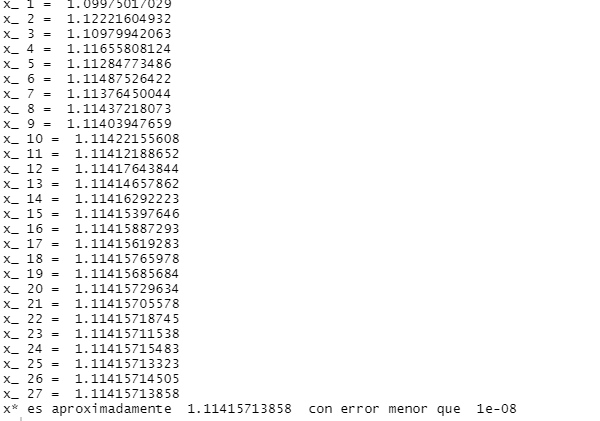 x_ 1 =  1.09975017029
x_ 2 =  1.12221604932
x_ 3 =  1.10979942063
x_ 4 =  1.11655808124
x_ 5 =  1.11284773486
x_ 6 =  1.11487526422
x_ 7 =  1.11376450044
x_ 8 =  1.11437218073
x_ 9 =  1.11403947659
x_ 10 =  1.11422155608
x_ 11 =  1.11412188652
x_ 12 =  1.11417643844
x_ 13 =  1.11414657862
x_ 14 =  1.11416292223
x_ 15 =  1.11415397646
x_ 16 =  1.11415887293
x_ 17 =  1.11415619283
x_ 18 =  1.11415765978
x_ 19 =  1.11415685684
x_ 20 =  1.11415729634
x_ 21 =  1.11415705578
x_ 22 =  1.11415718745
x_ 23 =  1.11415711538
x_ 24 =  1.11415715483
x_ 25 =  1.11415713323
x_ 26 =  1.11415714505
x_ 27 =  1.11415713858
x* es aproximadamente  1.11415713858  con error menor que  1e-08